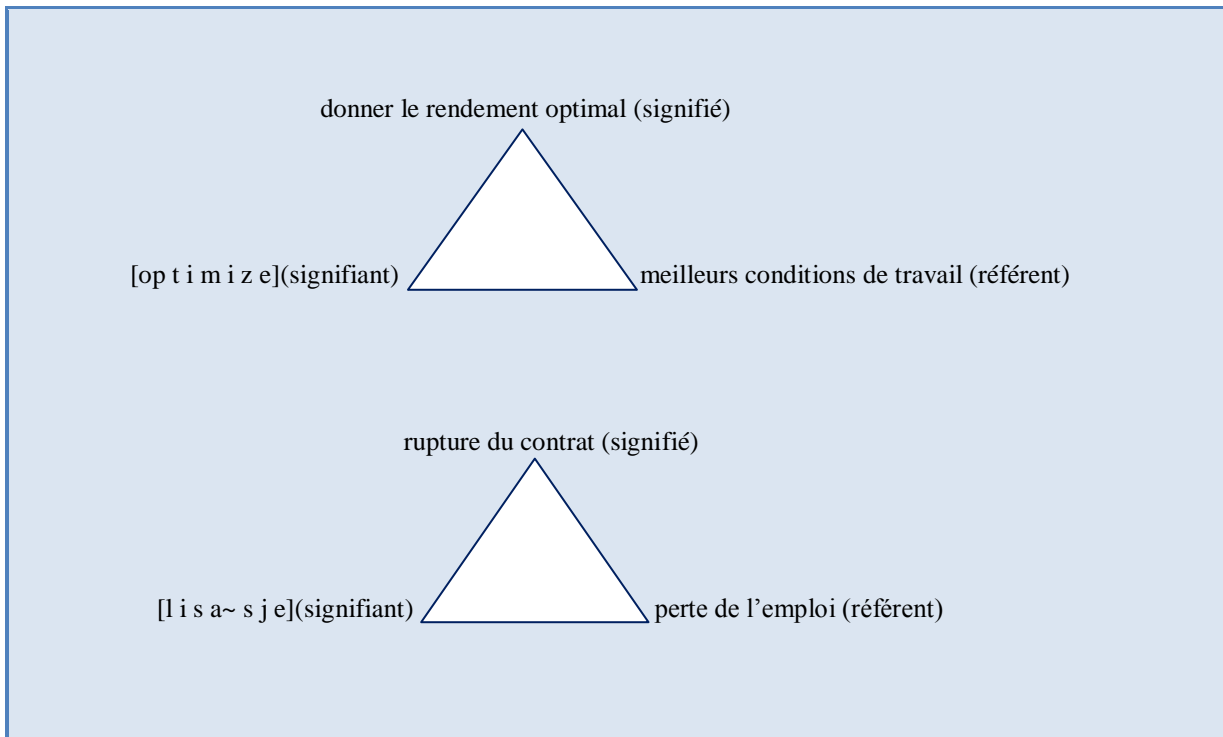 donner le rendement optimal (signifié)
[op t i m i z e](signifiant)
meilleurs conditions de travail (référent)
rupture du contrat (signifié)
[l i s a~ s j e](signifiant)
perte de l’emploi (référent)